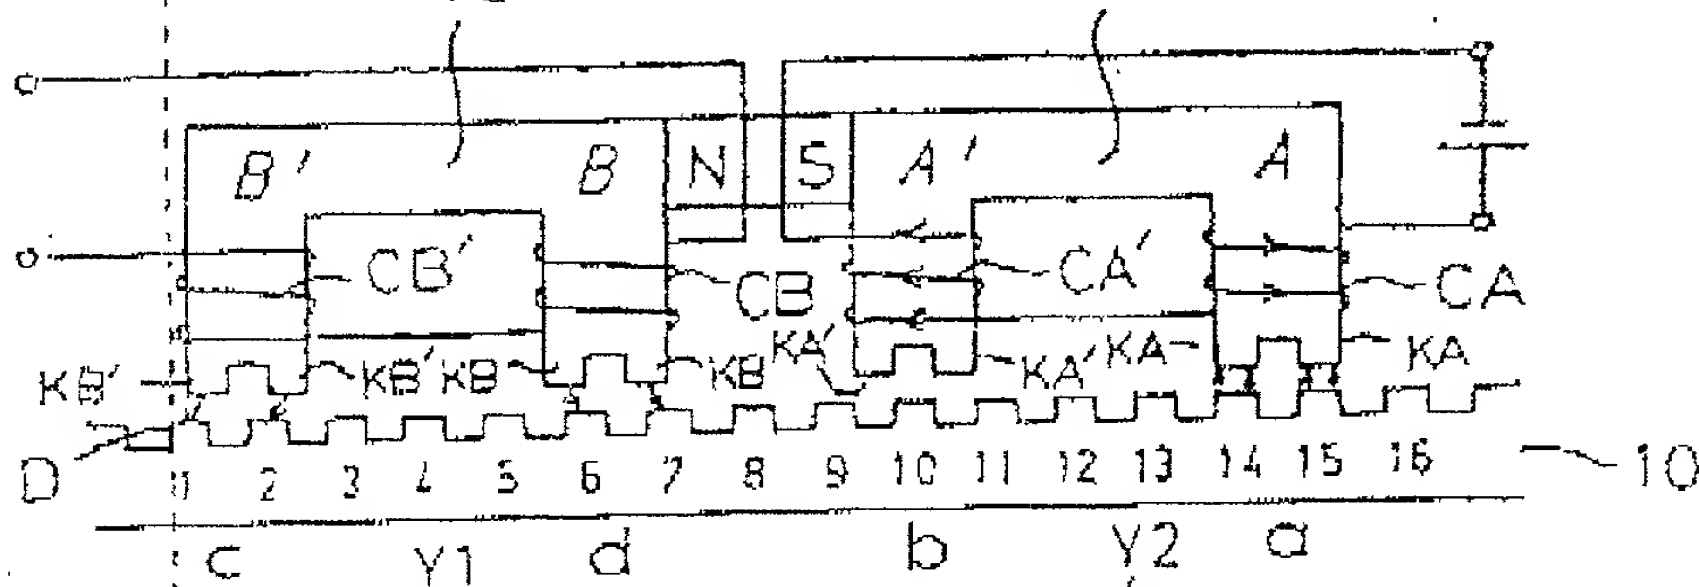 B' B N S A' A
CB' CB CA' CA
KB' KB' KB KB KA' KA' KA KA
D 1 2 3 4 5 6 7 8 9 10 11 12 13 14 15 16 10
c Y1 d b Y2 a